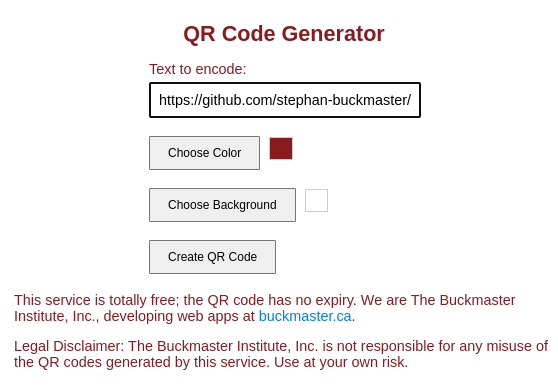 QR Code Generator
Text to encode:
https://github.com/stephan-buckmaster/
Choose Color
Choose Background
Create QR Code
This service is totally free; the QR code has no expiry. We are The Buckmaster
Institute, Inc., developing web apps at buckmaster.ca.
Legal Disclaimer: The Buckmaster Institute, Inc. is not responsible for any misuse of
the QR codes generated by this service. Use at your own risk.